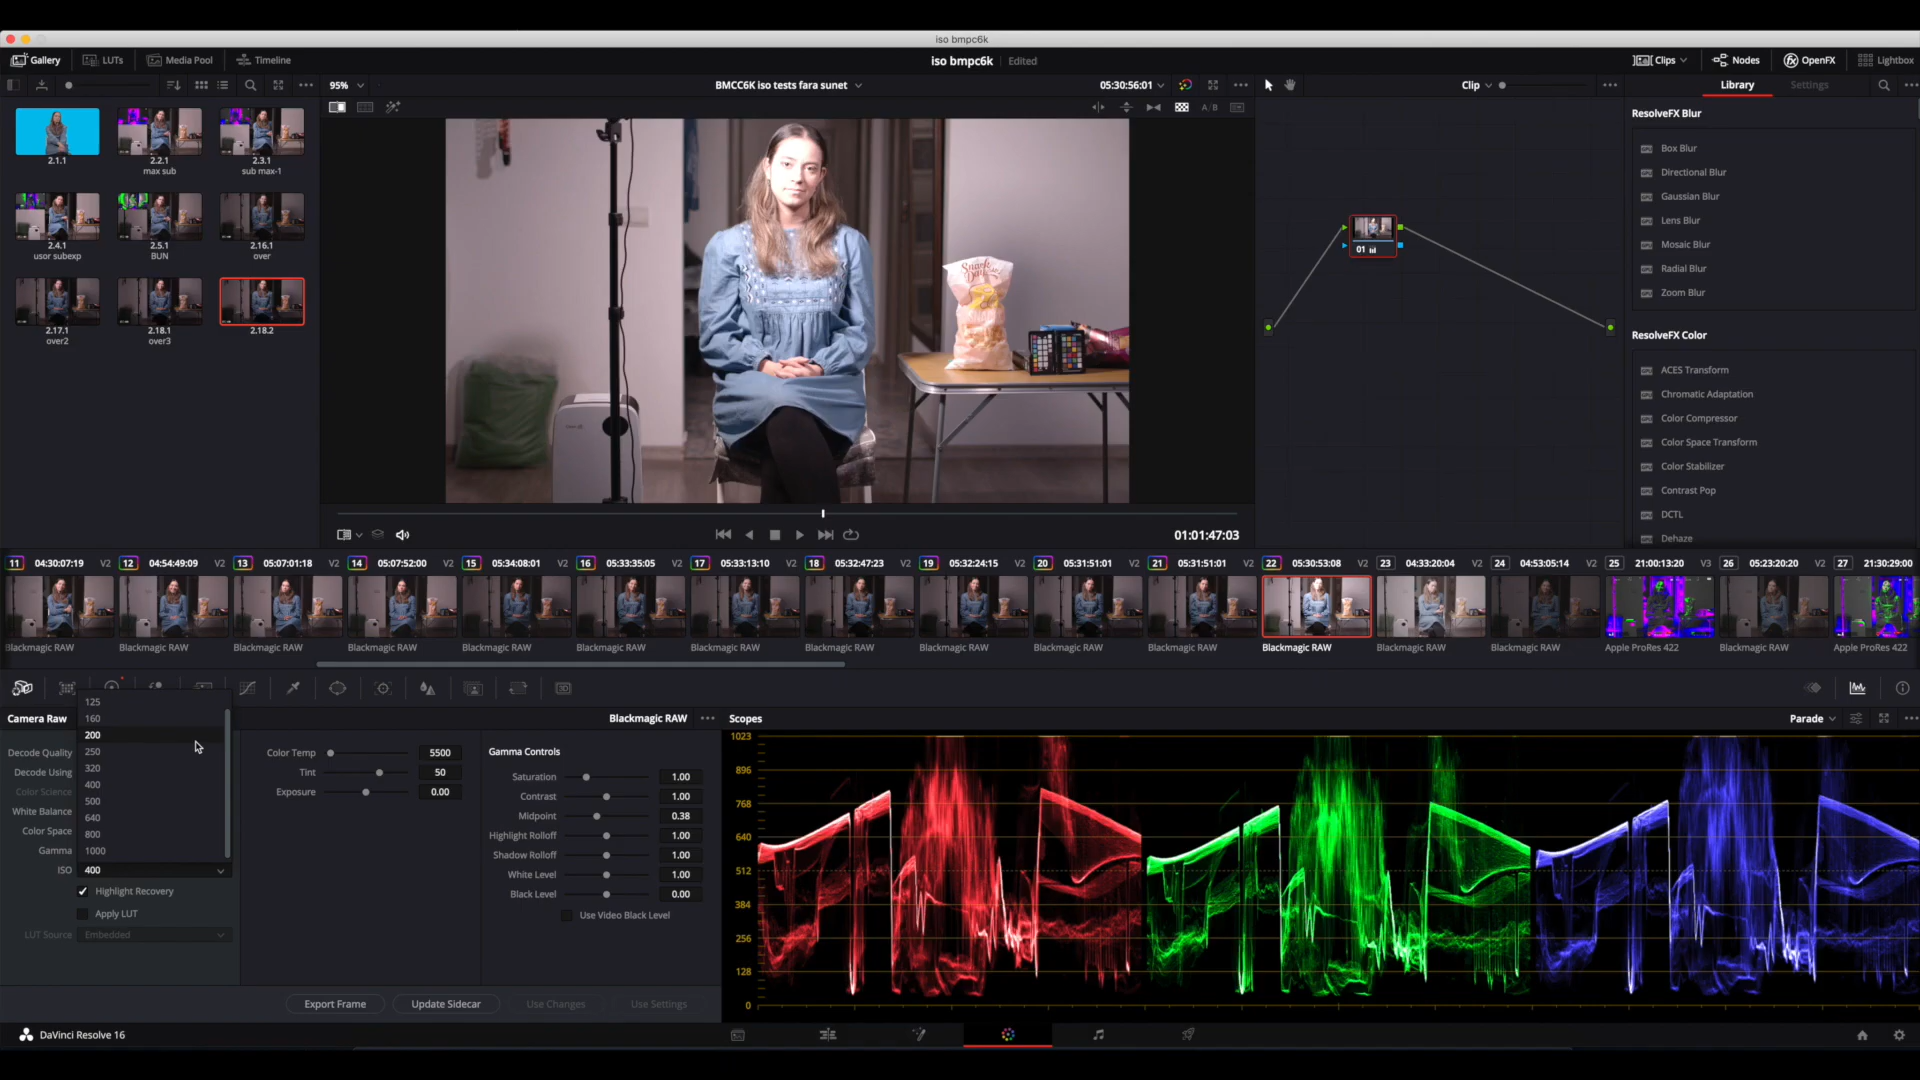 iso bmpc6k
Gallery LUTs Media Pool Timeline iso bmpc6k Edited Clips Nodes OpenFX Lightbox
95% BMCC6K iso tests fara sunet 05:30:56:01 Clip Library Settings
A/B
ResolveFX Blur
Box Blur
Directional Blur
Gaussian Blur
Lens Blur
Mosaic Blur
Radial Blur
Zoom Blur
ResolveFX Color
ACES Transform
Chromatic Adaptation
Color Compressor
Color Space Transform
Color Stabilizer
Contrast Pop
DCTL
Dehaze
2.1.1 2.2.1 2.3.1
max sub sub max-1
2.4.1 2.5.1 2.16.1
usor subexp BUN over
2.17.1 2.18.1 2.18.2
over2 over3
Snack Day
01
01:01:47:03
11 04:30:07:19 V2 12 04:54:49:09 V2 13 05:07:01:18 V2 14 05:07:52:00 V2 15 05:34:08:01 V2 16 05:33:35:05 V2 17 05:33:13:10 V2 18 05:32:47:23 V2 19 05:32:24:15 V2 20 05:31:51:01 V2 21 05:31:51:01 V2 22 05:30:53:08 V2 23 04:33:20:04 V2 24 04:53:05:14 V2 25 21:00:13:20 V3 26 05:23:20:20 V2 27 21:30:29:00
Blackmagic RAW Blackmagic RAW Blackmagic RAW Blackmagic RAW Blackmagic RAW Blackmagic RAW Blackmagic RAW Blackmagic RAW Blackmagic RAW Blackmagic RAW Blackmagic RAW Blackmagic RAW Blackmagic RAW Blackmagic RAW Apple ProRes 422 Blackmagic RAW Apple ProRes 422
Camera Raw Blackmagic RAW Scopes Parade
125
160
200
250
320
400
500
640
800
1000
Decode Quality
Decode Using
Color Science
White Balance
Color Space
Gamma
ISO 400
Highlight Recovery
Apply LUT
LUT Source Embedded
Color Temp 5500
Tint 50
Exposure 0.00
Gamma Controls
Saturation 1.00
Contrast 1.00
Midpoint 0.38
Highlight Rolloff 1.00
Shadow Rolloff 1.00
White Level 1.00
Black Level 0.00
Use Video Black Level
1023
896
768
640
512
384
256
128
0
Export Frame Update Sidecar Use Changes Use Settings
DaVinci Resolve 16